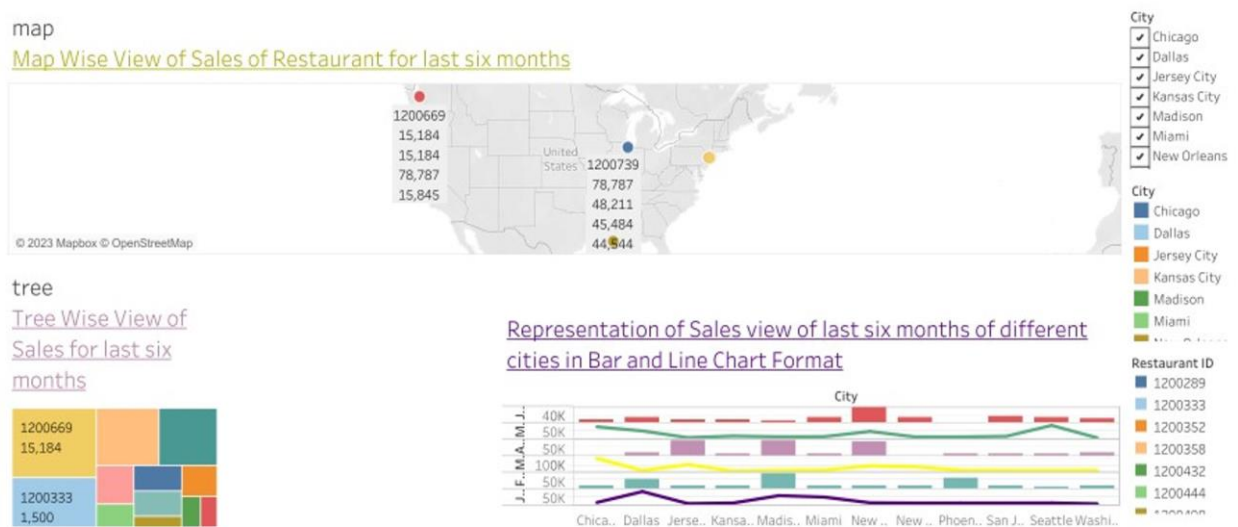 map
Map Wise View of Sales of Restaurant for last six months
1200669
15,184
15,184
78,787
15,845
United
States
1200739
78,787
48,211
45,484
44,544
© 2023 Mapbox © OpenStreetMap
City
Chicago
Dallas
Jersey City
Kansas City
Madison
Miami
New Orleans
City
Chicago
Dallas
Jersey City
Kansas City
Madison
Miami
tree
Tree Wise View of
Sales for last six
months
1200669
15,184
1200333
1,500
Representation of Sales view of last six months of different
cities in Bar and Line Chart Format
City
J..
40K
M..
50K
A..
50K
M..
100K
F..
50K
J..
50K
Chica.. Dallas Jerse.. Kansa.. Madis.. Miami New .. New .. Phoen.. San J.. Seattle Washi..
Restaurant ID
1200289
1200333
1200352
1200358
1200432
1200444